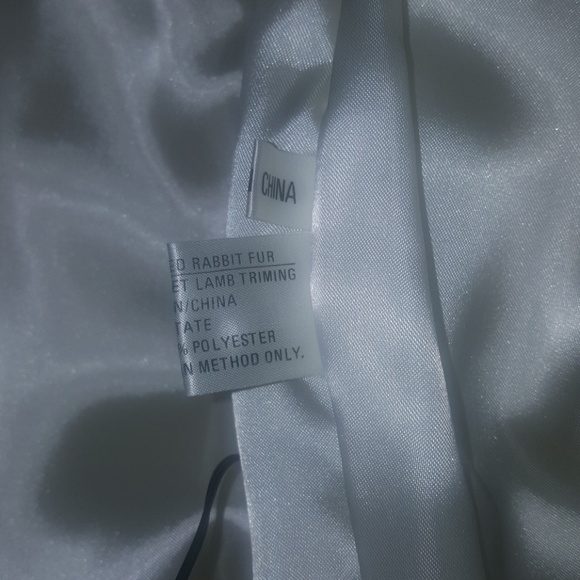 CHINA
ED RABBIT FUR
ET LAMB TRIMING
N/CHINA
TATE
% POLYESTER
N METHOD ONLY.